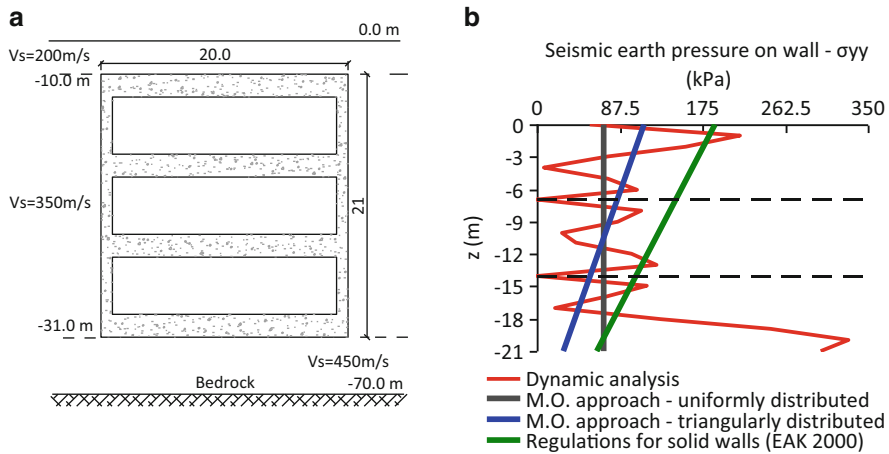 a
0.0 m
Vs=200m/s
20.0
-10.0 m
Vs=350m/s
21
-31.0 m
Vs=450m/s
Bedrock
-70.0 m
b
Seismic earth pressure on wall - σyy
(kPa)
0 87.5 175 262.5 350
0
-3
-6
-9
-12
-15
-18
-21
z (m)
Dynamic analysis
M.O. approach - uniformly distributed
M.O. approach - triangularly distributed
Regulations for solid walls (EAK 2000)